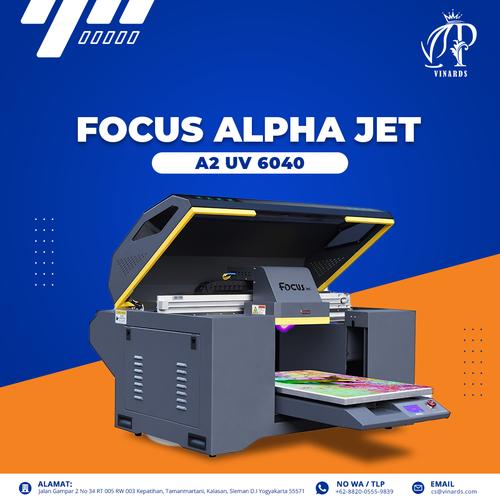 VP
VINARDS
FOCUS ALPHA JET
A2 UV 6040
FOCUS
ALAMAT:
Jalan Gampar 2 No 34 RT 005 RW 003 Kepatihan, Tamanmartani, Kalasan, Sleman D.I Yogyakarta 55571
NO WA / TLP
+62-8820-0555-9839
EMAIL
cs@vinards.com